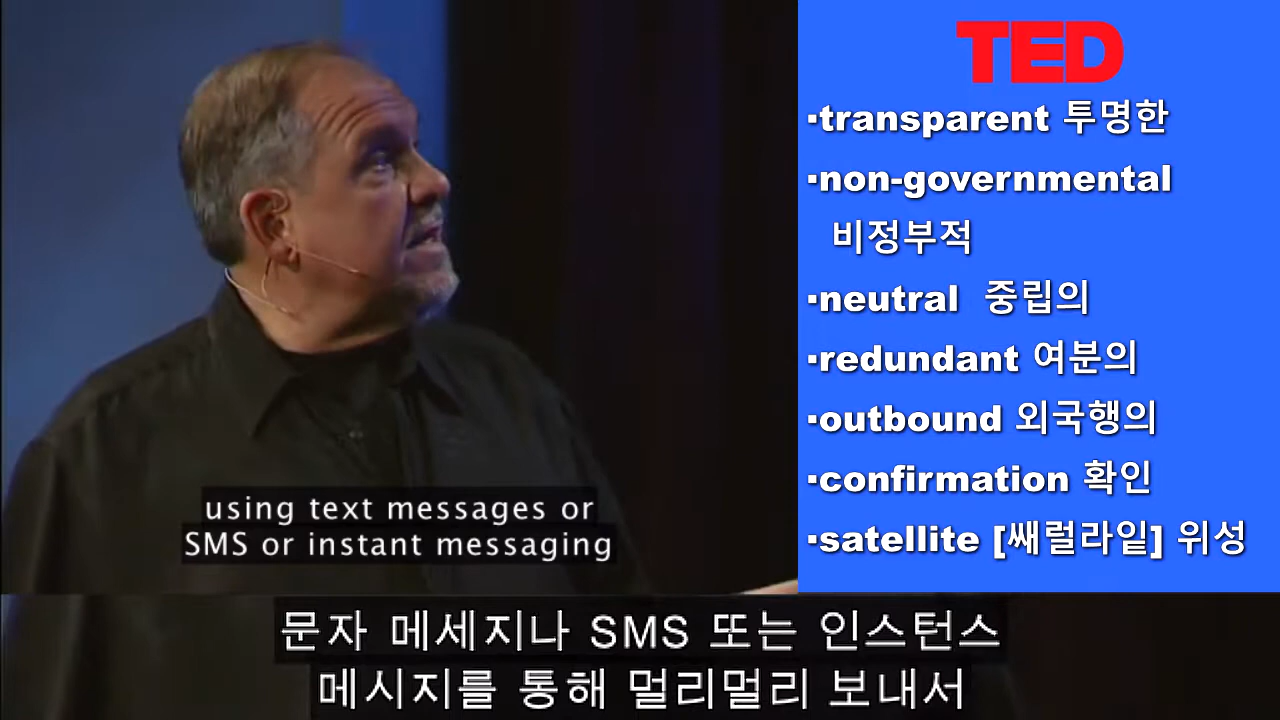 TED
▪transparent 투명한
▪non-governmental
비정부적
▪neutral 중립의
▪redundant 여분의
▪outbound 외국행의
▪confirmation 확인
▪satellite [쌔럴라잍] 위성
using text messages or
SMS or instant messaging
문자 메세지나 SMS 또는 인스턴스
메시지를 통해 멀리멀리 보내서